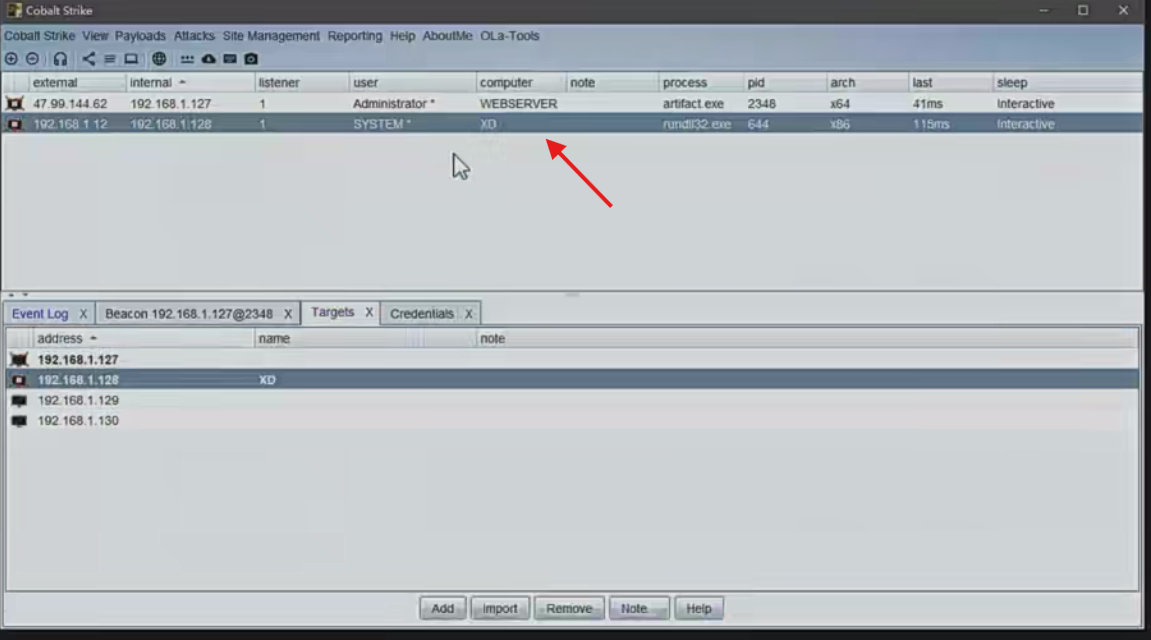 Cobalt Strike
Cobalt Strike View Payloads Attacks Site Management Reporting Help AboutMe OLa-Tools
external internal listener user computer note process pid arch last sleep
47.99.144.62 192.168.1.127 1 Administrator * WEBSERVER artifact.exe 2348 x64 41ms Interactive
192.168.1.12 192.168.1.128 1 SYSTEM * XD rundll32.exe 644 x86 115ms Interactive
Event Log X Beacon 192.168.1.127@2348 X Targets X Credentials X
address name note
192.168.1.127
192.168.1.128 XD
192.168.1.129
192.168.1.130
Add Import Remove Note... Help